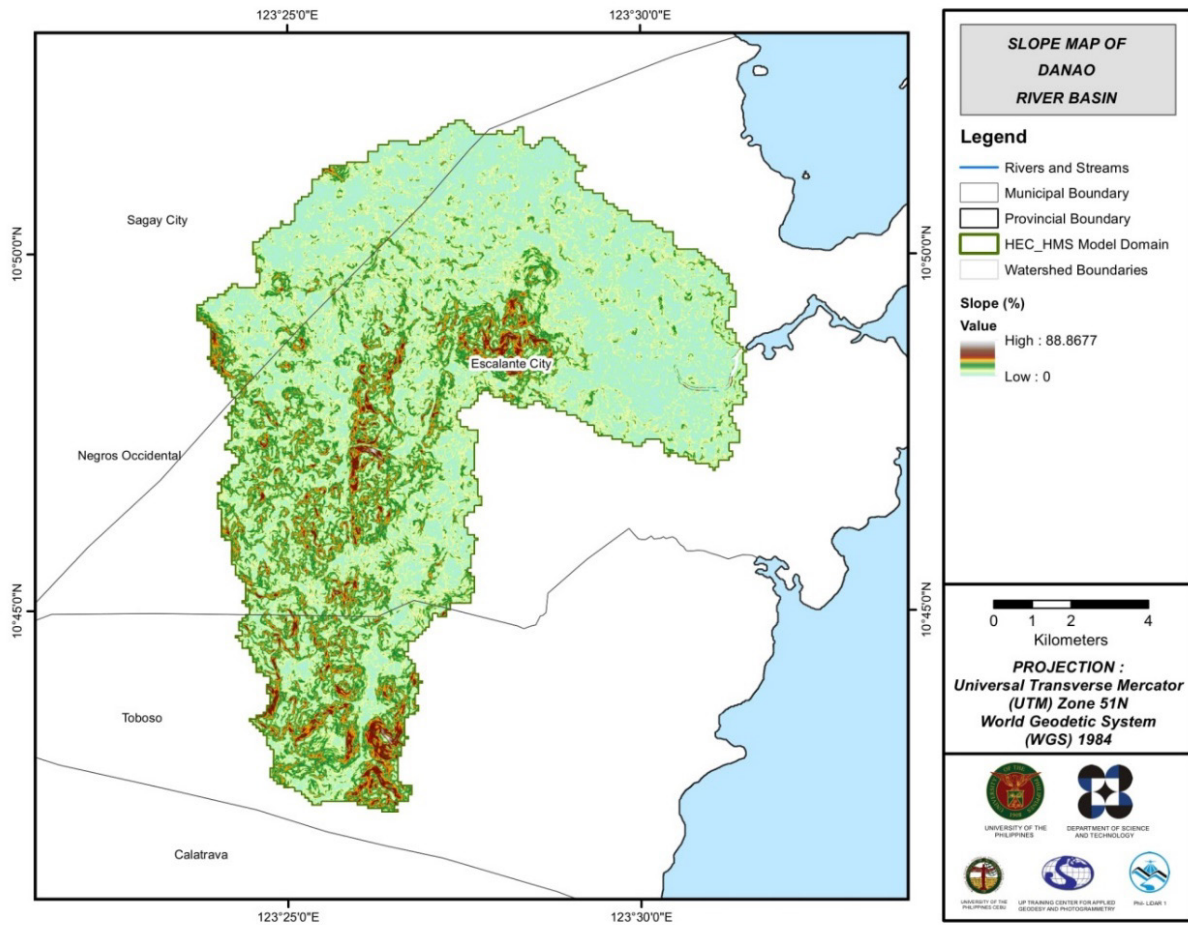 123°25'0"E
123°30'0"E
10°50'0"N
10°50'0"N
Sagay City
Escalante City
Negros Occidental
10°45'0"N
10°45'0"N
Toboso
Calatrava
123°25'0"E
123°30'0"E
SLOPE MAP OF
DANAO
RIVER BASIN
Legend
Rivers and Streams
Municipal Boundary
Provincial Boundary
HEC_HMS Model Domain
Watershed Boundaries
Slope (%)
Value
High : 88.8677
Low : 0
0 1 2 4
Kilometers
PROJECTION :
Universal Transverse Mercator
(UTM) Zone 51N
World Geodetic System
(WGS) 1984
UNIVERSITY OF THE
PHILIPPINES
DEPARTMENT OF SCIENCE
AND TECHNOLOGY
UNIVERSITY OF THE
PHILIPPINES CEBU
UP TRAINING CENTER FOR APPLIED
GEODESY AND PHOTOGRAMMETRY
Phil- LiDAR 1